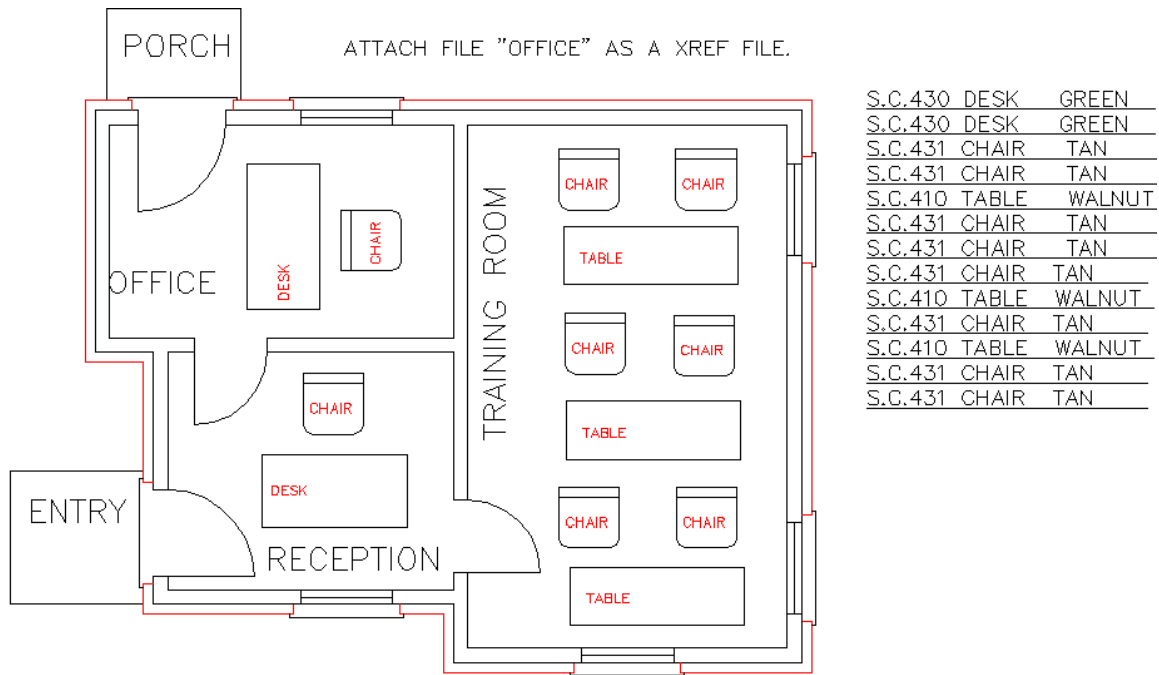 PORCH
ATTACH FILE "OFFICE" AS A XREF FILE.
S.C.430 DESK GREEN
S.C.430 DESK GREEN
S.C.431 CHAIR TAN
S.C.431 CHAIR TAN
S.C.410 TABLE WALNUT
S.C.431 CHAIR TAN
S.C.431 CHAIR TAN
S.C.431 CHAIR TAN
S.C.410 TABLE WALNUT
S.C.431 CHAIR TAN
S.C.410 TABLE WALNUT
S.C.431 CHAIR TAN
S.C.431 CHAIR TAN
OFFICE
DESK
CHAIR
TRAINING ROOM
CHAIR
CHAIR
TABLE
CHAIR
CHAIR
TABLE
CHAIR
CHAIR
TABLE
CHAIR
DESK
RECEPTION
ENTRY